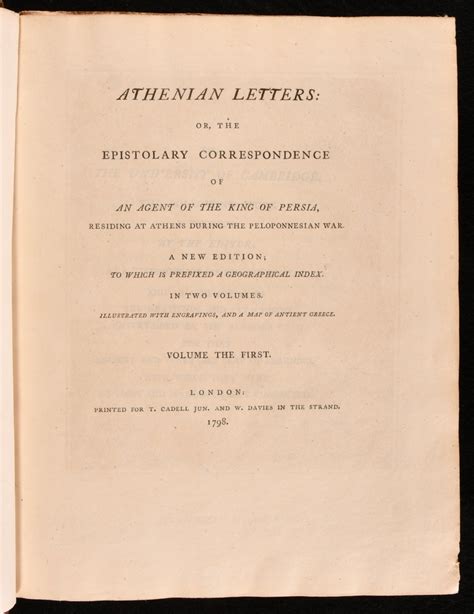 ATHENIAN LETTERS:
OR, THE
EPISTOLARY CORRESPONDENCE
OF
AN AGENT OF THE KING OF PERSIA,
RESIDING AT ATHENS DURING THE PELOPONNESIAN WAR.
A NEW EDITION;
TO WHICH IS PREFIXED A GEOGRAPHICAL INDEX.
IN TWO VOLUMES.
ILLUSTRATED WITH ENGRAVINGS, AND A MAP OF ANTIENT GREECE.
VOLUME THE FIRST.
LONDON:
PRINTED FOR T. CADELL JUN. AND W. DAVIES IN THE STRAND.
1798.